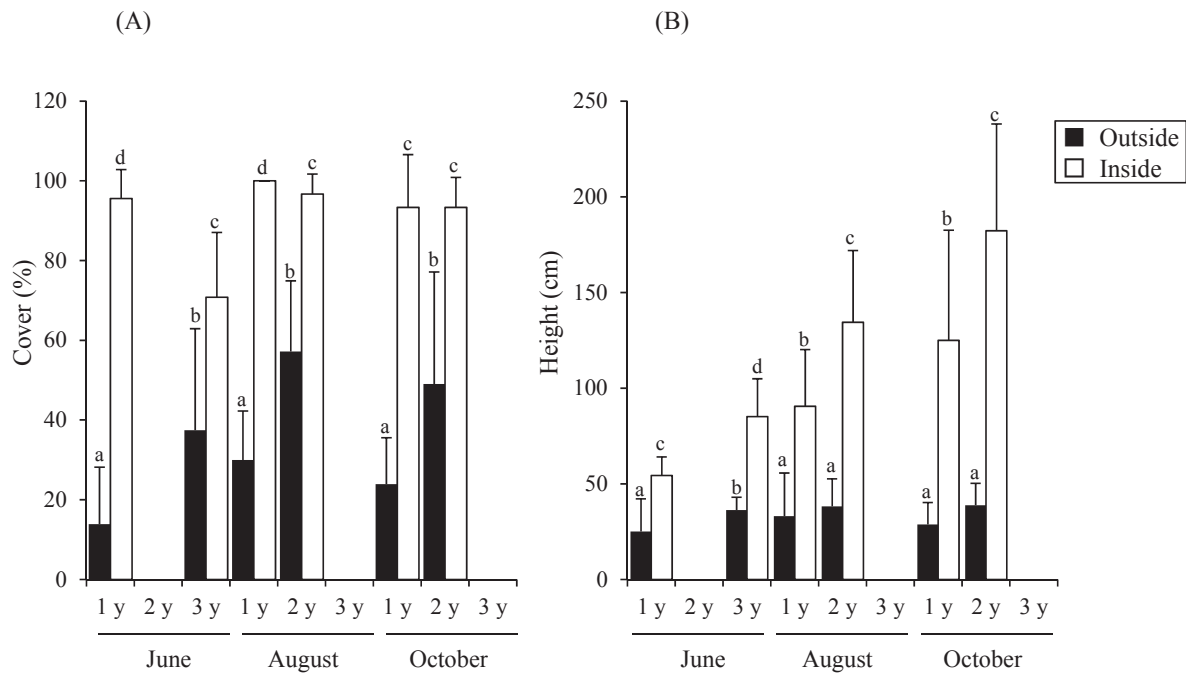 (A)
120
100
80
60
40
20
0
Cover (%)
a
d
b
c
a
d
b
c
a
c
b
c
1 y 2 y 3 y 1 y 2 y 3 y 1 y 2 y 3 y
June August October
(B)
250
200
150
100
50
0
Height (cm)
a
c
b
d
a
b
a
c
a
b
a
c
1 y 2 y 3 y 1 y 2 y 3 y 1 y 2 y 3 y
June August October
Outside
Inside